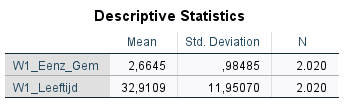 Descriptive Statistics
Mean Std. Deviation N
W1_Eenz_Gem 2,6645 ,98485 2.020
W1_Leeftijd 32,9109 11,95070 2.020